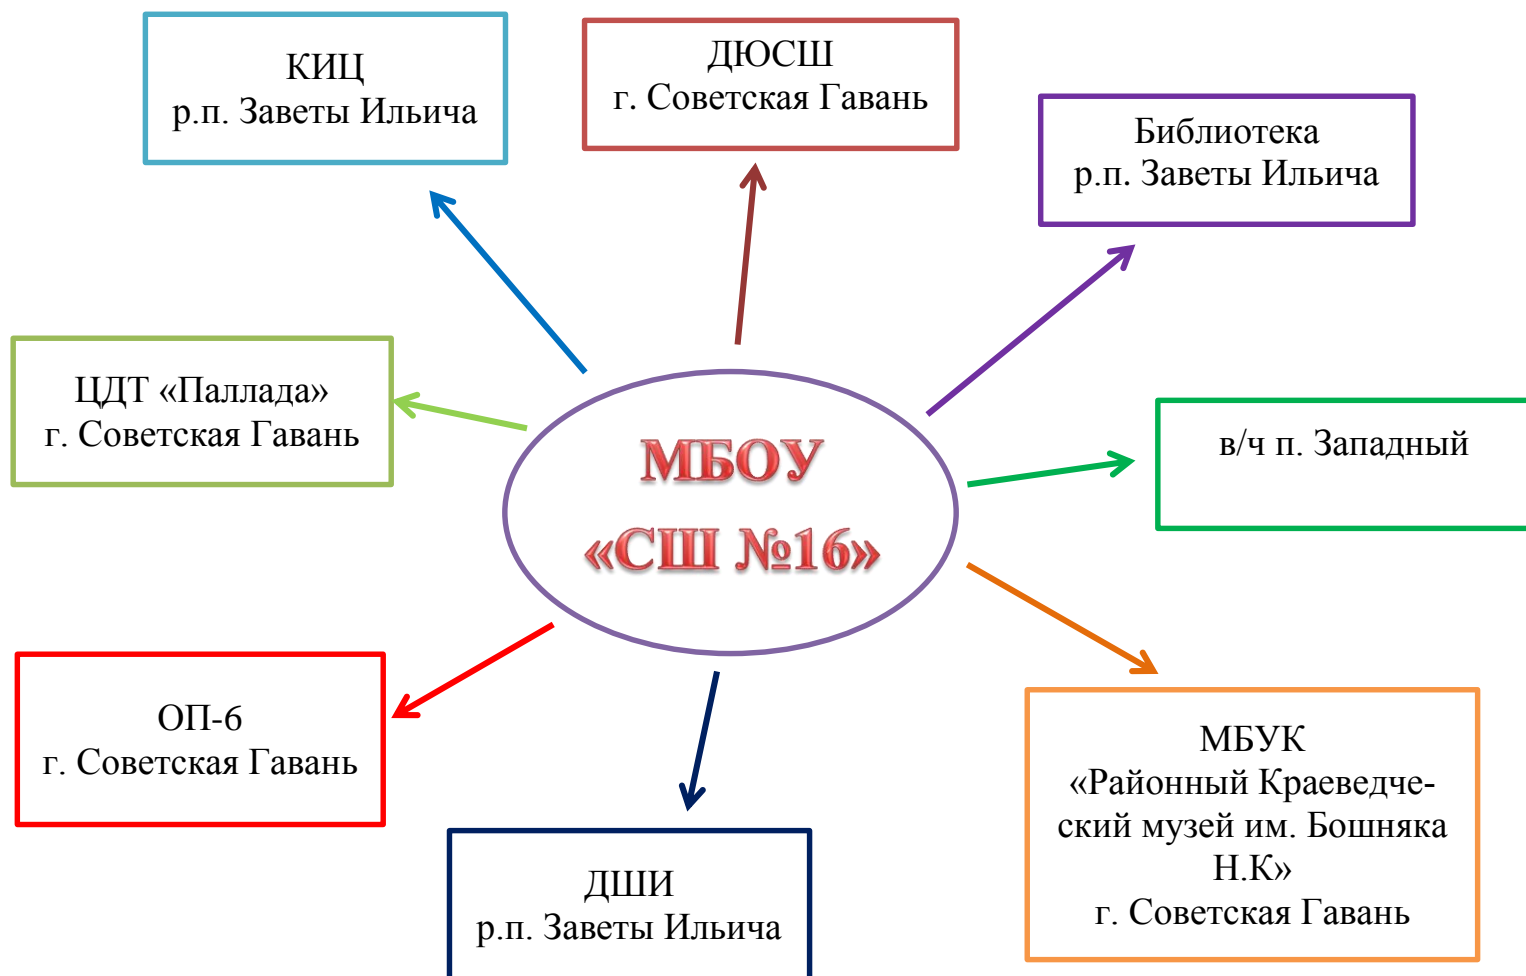 КИЦ
р.п. Заветы Ильича
ДЮСШ
г. Советская Гавань
Библиотека
р.п. Заветы Ильича
ЦДТ «Паллада»
г. Советская Гавань
МБОУ
«СШ №16»
в/ч п. Западный
ОП-6
г. Советская Гавань
ДШИ
р.п. Заветы Ильича
МБУК
«Районный Краеведче-
ский музей им. Бошняка
Н.К»
г. Советская Гавань